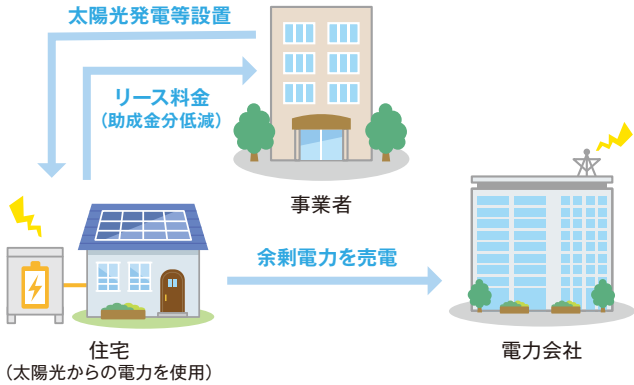 太陽光発電等設置
リース料金
（助成金分低減）
事業者
余剰電力を売電
住宅
（太陽光からの電力を使用）
電力会社